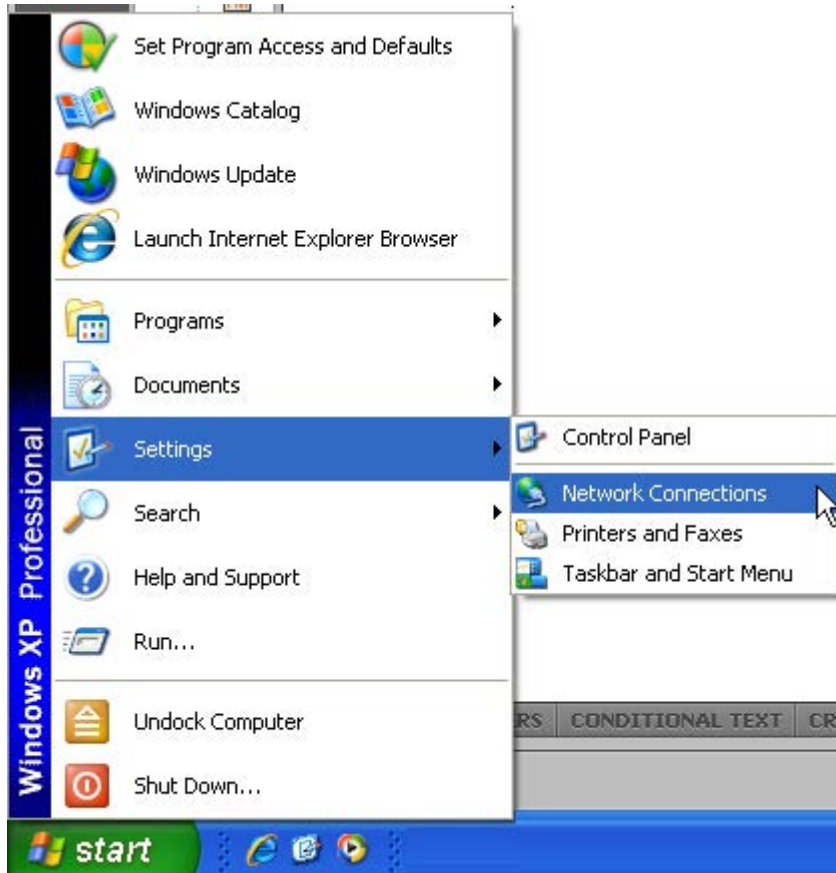 Set Program Access and Defaults
Windows Catalog
Windows Update
Launch Internet Explorer Browser
Programs
Documents
Settings
Search
Help and Support
Run...
Undock Computer
Shut Down...
Windows XP Professional
Control Panel
Network Connections
Printers and Faxes
Taskbar and Start Menu
RS CONDITIONAL TEXT CR
start